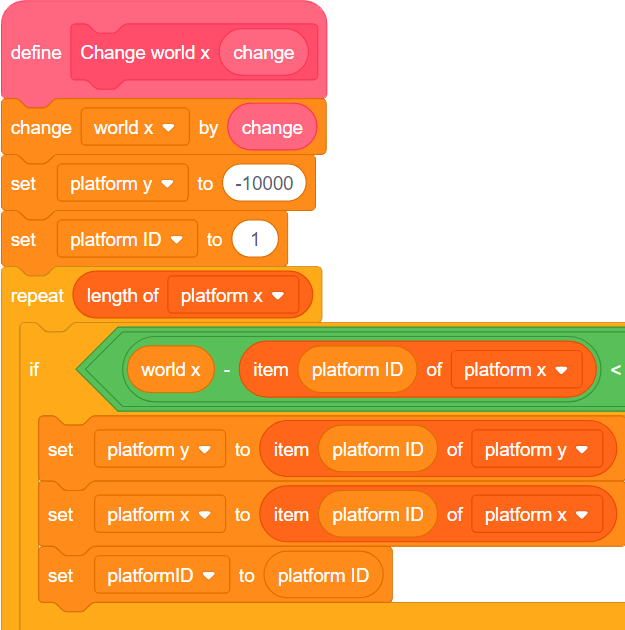 define Change world x change
change world x by change
set platform y to -10000
set platform ID to 1
repeat length of platform x
if world x - item platform ID of platform x <
set platform y to item platform ID of platform y
set platform x to item platform ID of platform x
set platformID to platform ID